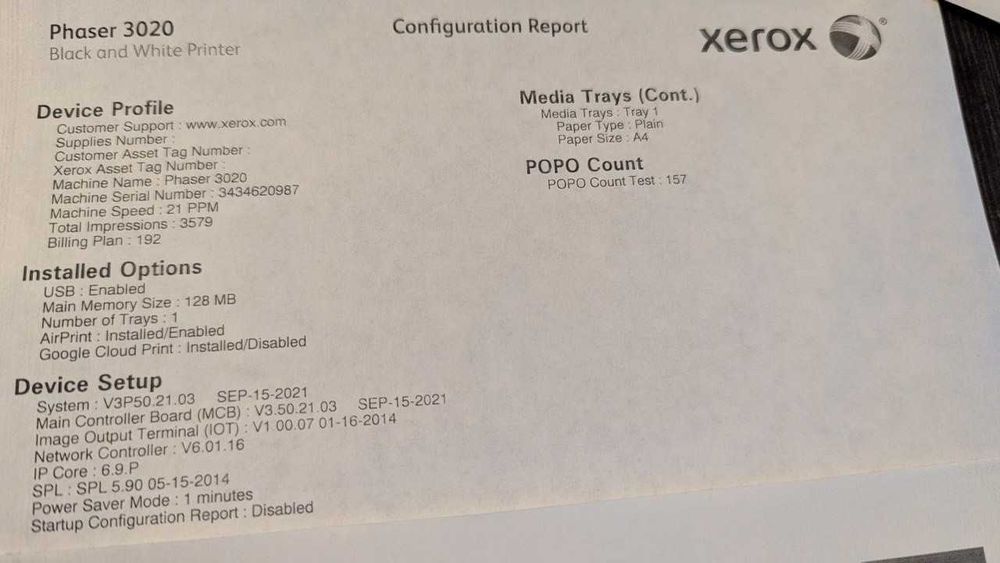 Phaser 3020
Black and White Printer
Configuration Report
xerox ®
Device Profile
Customer Support : www.xerox.com
Supplies Number :
Customer Asset Tag Number :
Xerox Asset Tag Number :
Machine Name : Phaser 3020
Machine Serial Number : 3434620987
Machine Speed : 21 PPM
Total Impressions : 3579
Billing Plan : 192
Installed Options
USB : Enabled
Main Memory Size : 128 MB
Number of Trays : 1
AirPrint : Installed/Enabled
Google Cloud Print : Installed/Disabled
Device Setup
System : V3P50.21.03 SEP-15-2021
Main Controller Board (MCB) : V3.50.21.03 SEP-15-2021
Image Output Terminal (IOT) : V1 00.07 01-16-2014
Network Controller : V6.01.16
IP Core : 6.9.P
SPL : SPL 5.90 05-15-2014
Power Saver Mode : 1 minutes
Startup Configuration Report : Disabled
Media Trays (Cont.)
Media Trays : Tray 1
Paper Type : Plain
Paper Size : A4
POPO Count
POPO Count Test : 157